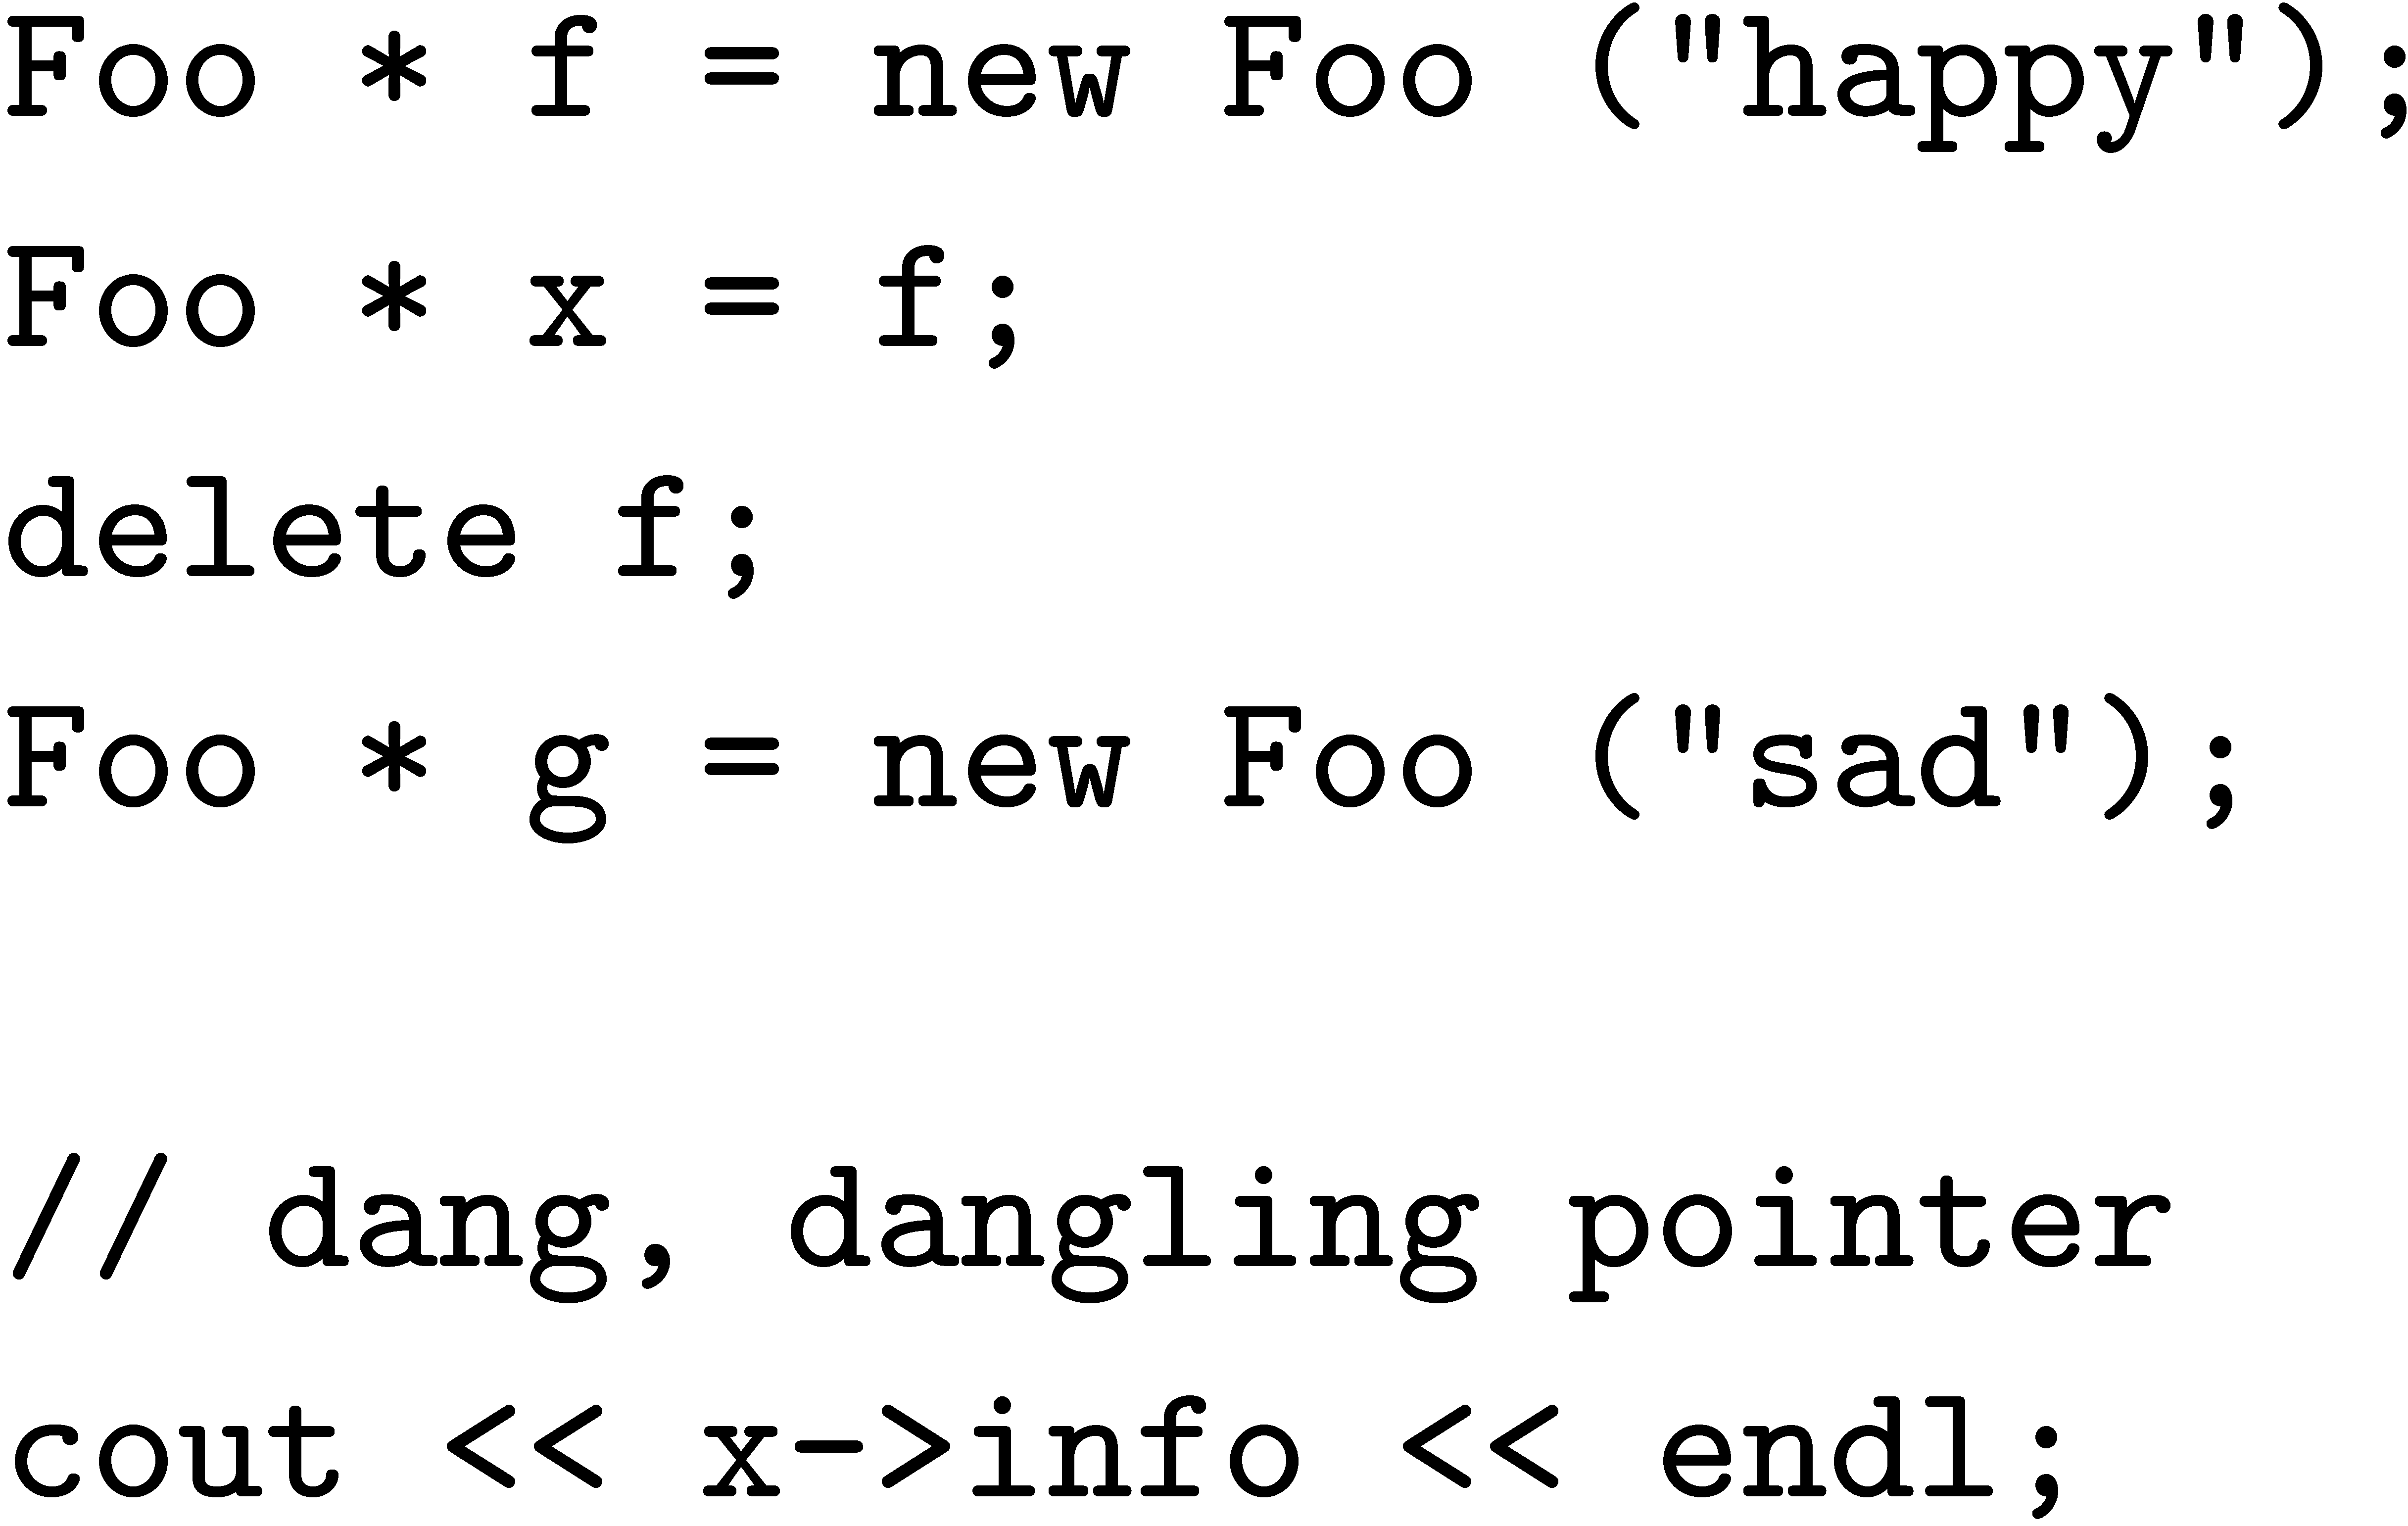 Foo * f = new Foo ("happy");
Foo * x = f;
delete f;
Foo * g = new Foo ("sad");
// dang, dangling pointer
cout << x->info << endl;